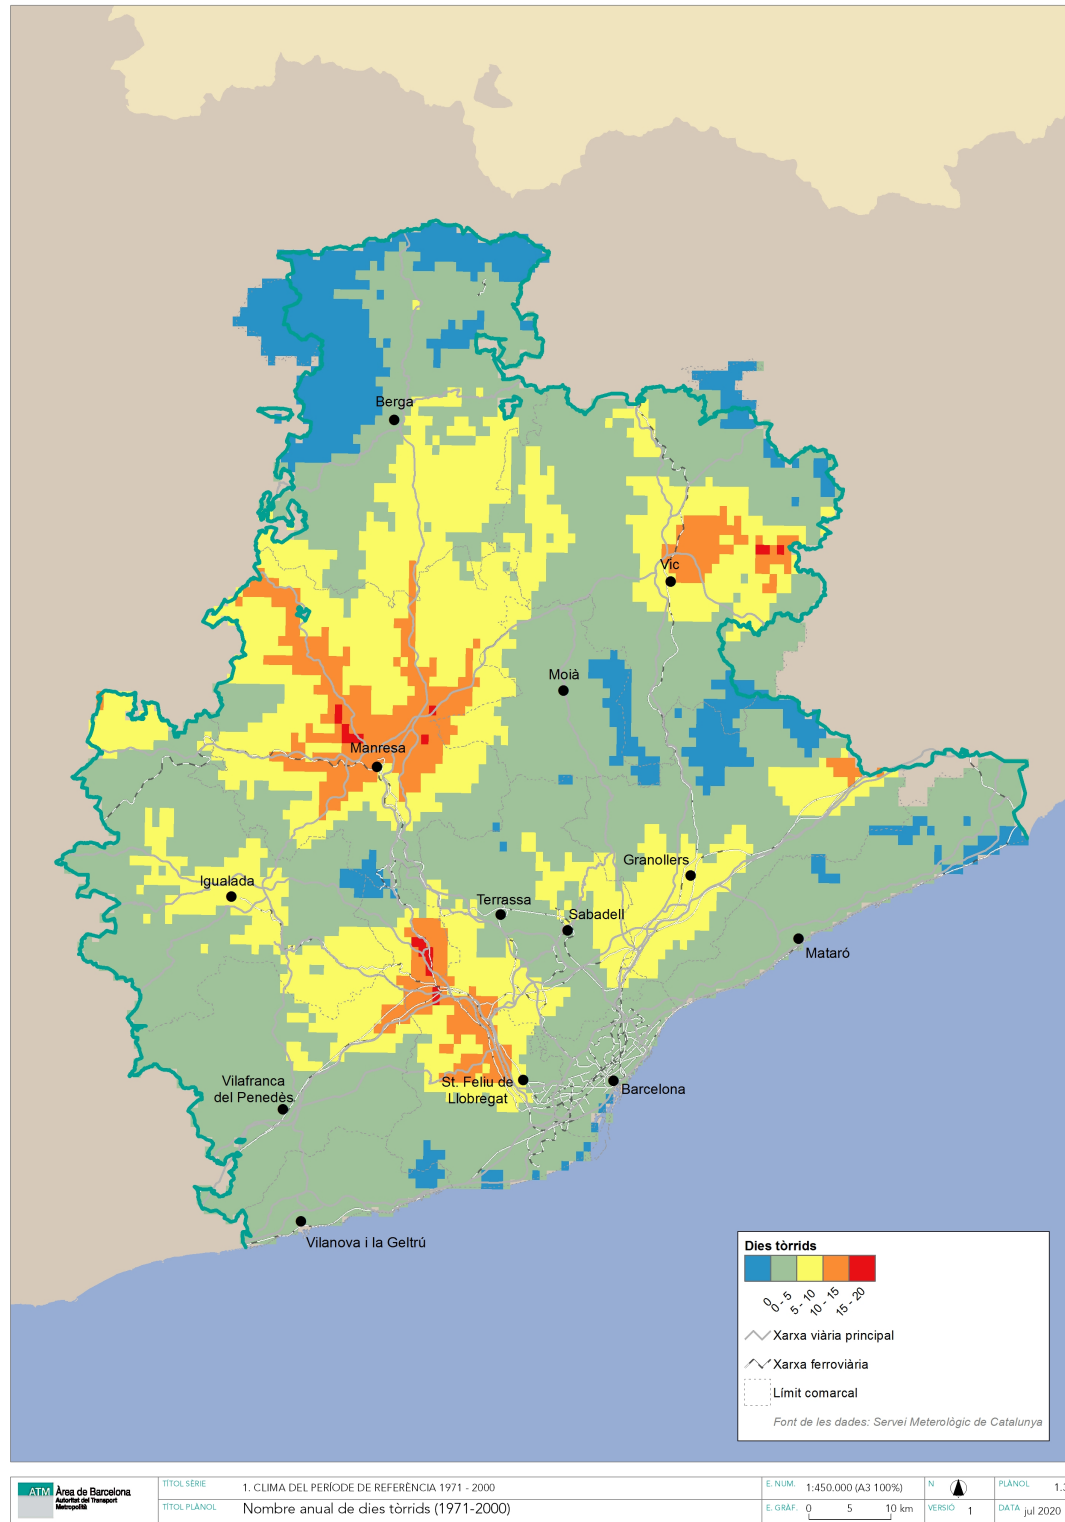 Berga
Vic
Moià
Manresa
Granollers
Igualada
Terrassa
Sabadell
Mataró
St. Feliu de
Llobregat
Barcelona
Vilafranca
del Penedès
Vilanova i la Geltrú
Dies tòrrids
0
0 - 5
5 - 10
10 - 15
15 - 20
Xarxa viària principal
Xarxa ferroviària
Límit comarcal
Font de les dades: Servei Meterològic de Catalunya
ATM
Àrea de Barcelona
Autoritat del Transport
Metropolità
TÍTOL SÈRIE
1. CLIMA DEL PERÍODE DE REFERÈNCIA 1971 - 2000
TÍTOL PLÀNOL
Nombre anual de dies tòrrids (1971-2000)
E. NUM. 1:450.000 (A3 100%)
E. GRÀF. 0 5 10 km
N
VERSIÓ 1
PLÀNOL 1.3
DATA jul 2020